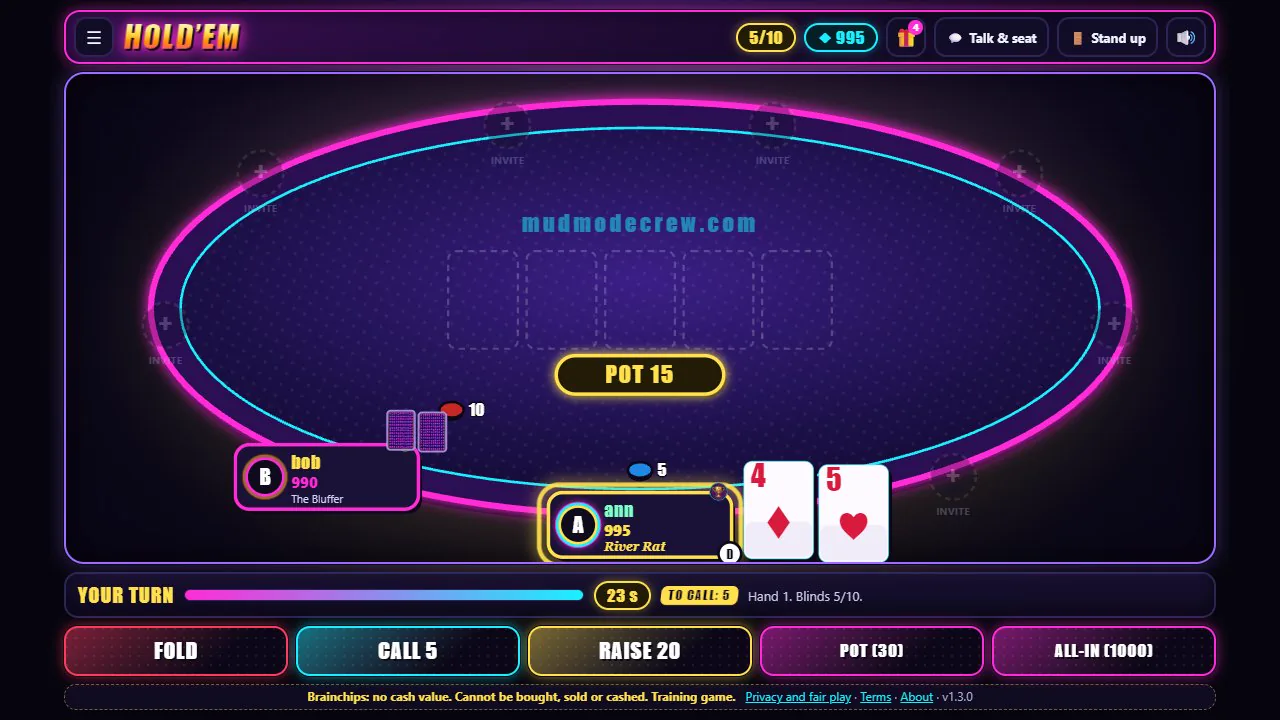 HOLD'EM
5/10
995
4
Talk & seat
Stand up
INVITE
INVITE
INVITE
INVITE
mudmodecrew.com
INVITE
INVITE
POT 15
10
B
bob
990
The Bluffer
5
A
ann
995
River Rat
D
4
5
INVITE
YOUR TURN
23 s
TO CALL: 5
Hand 1. Blinds 5/10.
FOLD
CALL 5
RAISE 20
POT (30)
ALL-IN (1000)
Brainchips: no cash value. Cannot be bought, sold or cashed. Training game. Privacy and fair play · Terms · About · v1.3.0